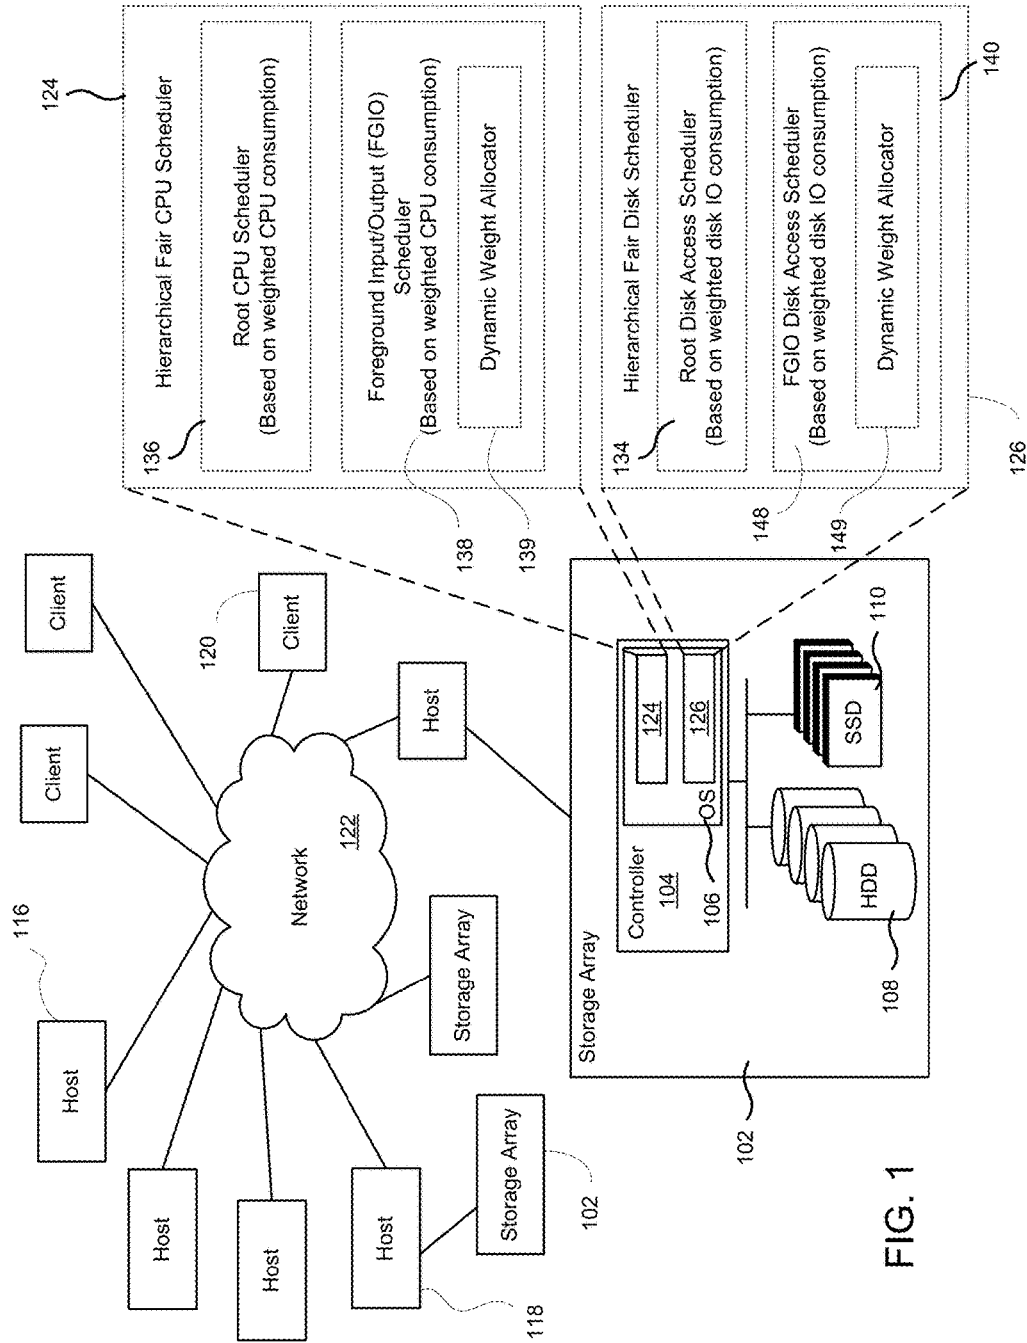 124
Hierarchical Fair CPU Scheduler
136
Root CPU Scheduler
(Based on weighted CPU consumption)
Foreground Input/Output (FGIO)
Scheduler
(Based on weighted CPU consumption)
138
Dynamic Weight Allocator
139
Hierarchical Fair Disk Scheduler
134
Root Disk Access Scheduler
(Based on weighted disk IO consumption)
140
FGIO Disk Access Scheduler
(Based on weighted disk IO consumption)
148
Dynamic Weight Allocator
149
126
116
Host
Client
Client
Host
Host
Host
118
Network
122
120
Client
Host
Storage Array
Storage Array
102
Storage Array
102
Controller
104
106
OS
124
126
HDD
108
SSD
110
FIG. 1